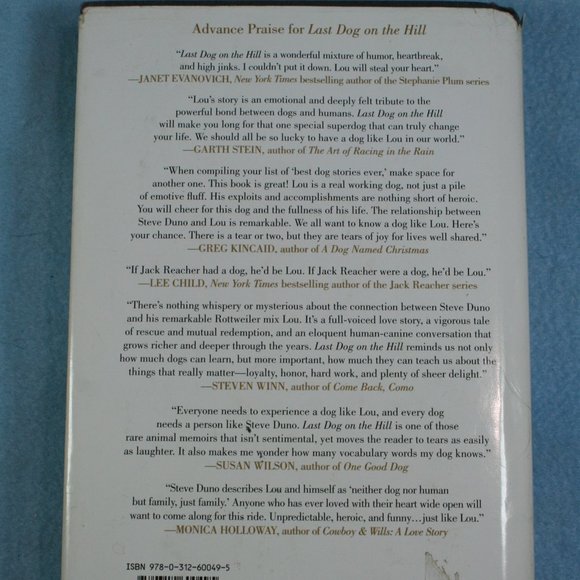 Advance Praise for Last Dog on the Hill
“Last Dog on the Hill is a wonderful mixture of humor, heartbreak,
and high jinks. I couldn’t put it down. Lou will steal your heart.”
—JANET EVANOVICH, New York Times bestselling author of the Stephanie Plum series
“Lou’s story is an emotional and deeply felt tribute to the
powerful bond between dogs and humans. Last Dog on the Hill
will make you long for that one special superdog that can truly change
your life. We should all be so lucky to have a dog like Lou in our world.”
—GARTH STEIN, author of The Art of Racing in the Rain
“When compiling your list of ‘best dog stories ever,’ make space for
another one. This book is great! Lou is a real working dog, not just a pile
of emotive fluff. His exploits and accomplishments are nothing short of heroic.
You will cheer for this dog and the fullness of his life. The relationship between
Steve Duno and Lou is remarkable. We all want to know a dog like Lou. Here’s
your chance. There is a tear or two, but they are tears of joy for lives well shared.”
—GREG KINCAID, author of A Dog Named Christmas
“If Jack Reacher had a dog, he’d be Lou. If Jack Reacher were a dog, he’d be Lou.”
—LEE CHILD, New York Times bestselling author of the Jack Reacher series
“There’s nothing whispery or mysterious about the connection between Steve Duno
and his remarkable Rottweiler mix Lou. It’s a full-voiced love story, a vigorous tale
of rescue and mutual redemption, and an eloquent human-canine conversation that
grows richer and deeper through the years. Last Dog on the Hill reminds us not only
how much dogs can learn, but more important, how much they can teach us about the
things that really matter—loyalty, honor, hard work, and plenty of sheer delight.”
—STEVEN WINN, author of Come Back, Como
“Everyone needs to experience a dog like Lou, and every dog
needs a person like Steve Duno. Last Dog on the Hill is one of those
rare animal memoirs that isn’t sentimental, yet moves the reader to tears as easily
as laughter. It also makes me wonder how many vocabulary words my dog knows.”
—SUSAN WILSON, author of One Good Dog
“Steve Duno describes Lou and himself as ‘neither dog nor human
but family, just family.’ Anyone who has ever loved with their heart wide open will
want to come along for this ride. Unpredictable, heroic, and funny…just like Lou.”
—MONICA HOLLOWAY, author of Cowboy & Wills: A Love Story
ISBN 978-0-312-60049-5